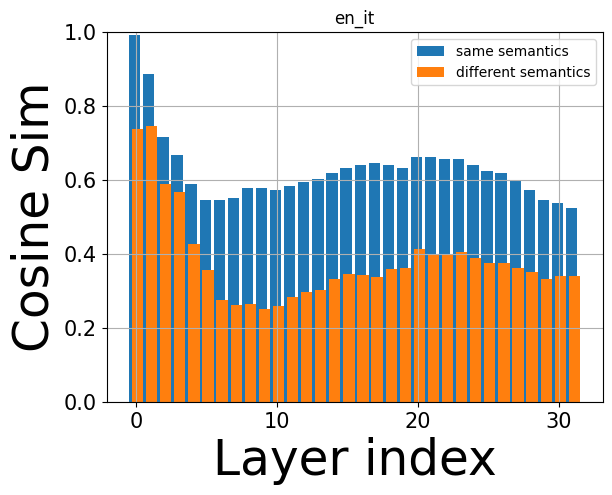 en_it
same semantics
different semantics
Cosine Sim
1.0
0.8
0.6
0.4
0.2
0.0
0 10 20 30
Layer index